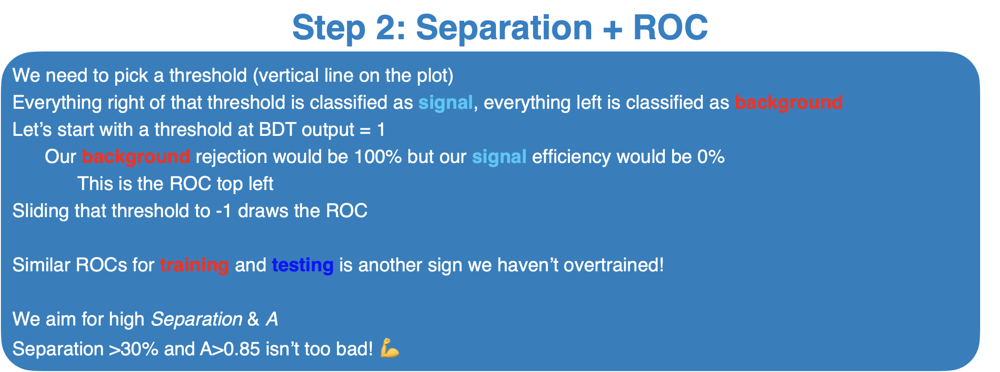 Step 2: Separation + ROC
We need to pick a threshold (vertical line on the plot)
Everything right of that threshold is classified as signal, everything left is classified as background
Let’s start with a threshold at BDT output = 1
Our background rejection would be 100% but our signal efficiency would be 0%
This is the ROC top left
Sliding that threshold to -1 draws the ROC
Similar ROCs for training and testing is another sign we haven’t overtrained!
We aim for high Separation & A
Separation >30% and A>0.85 isn’t too bad! 💪